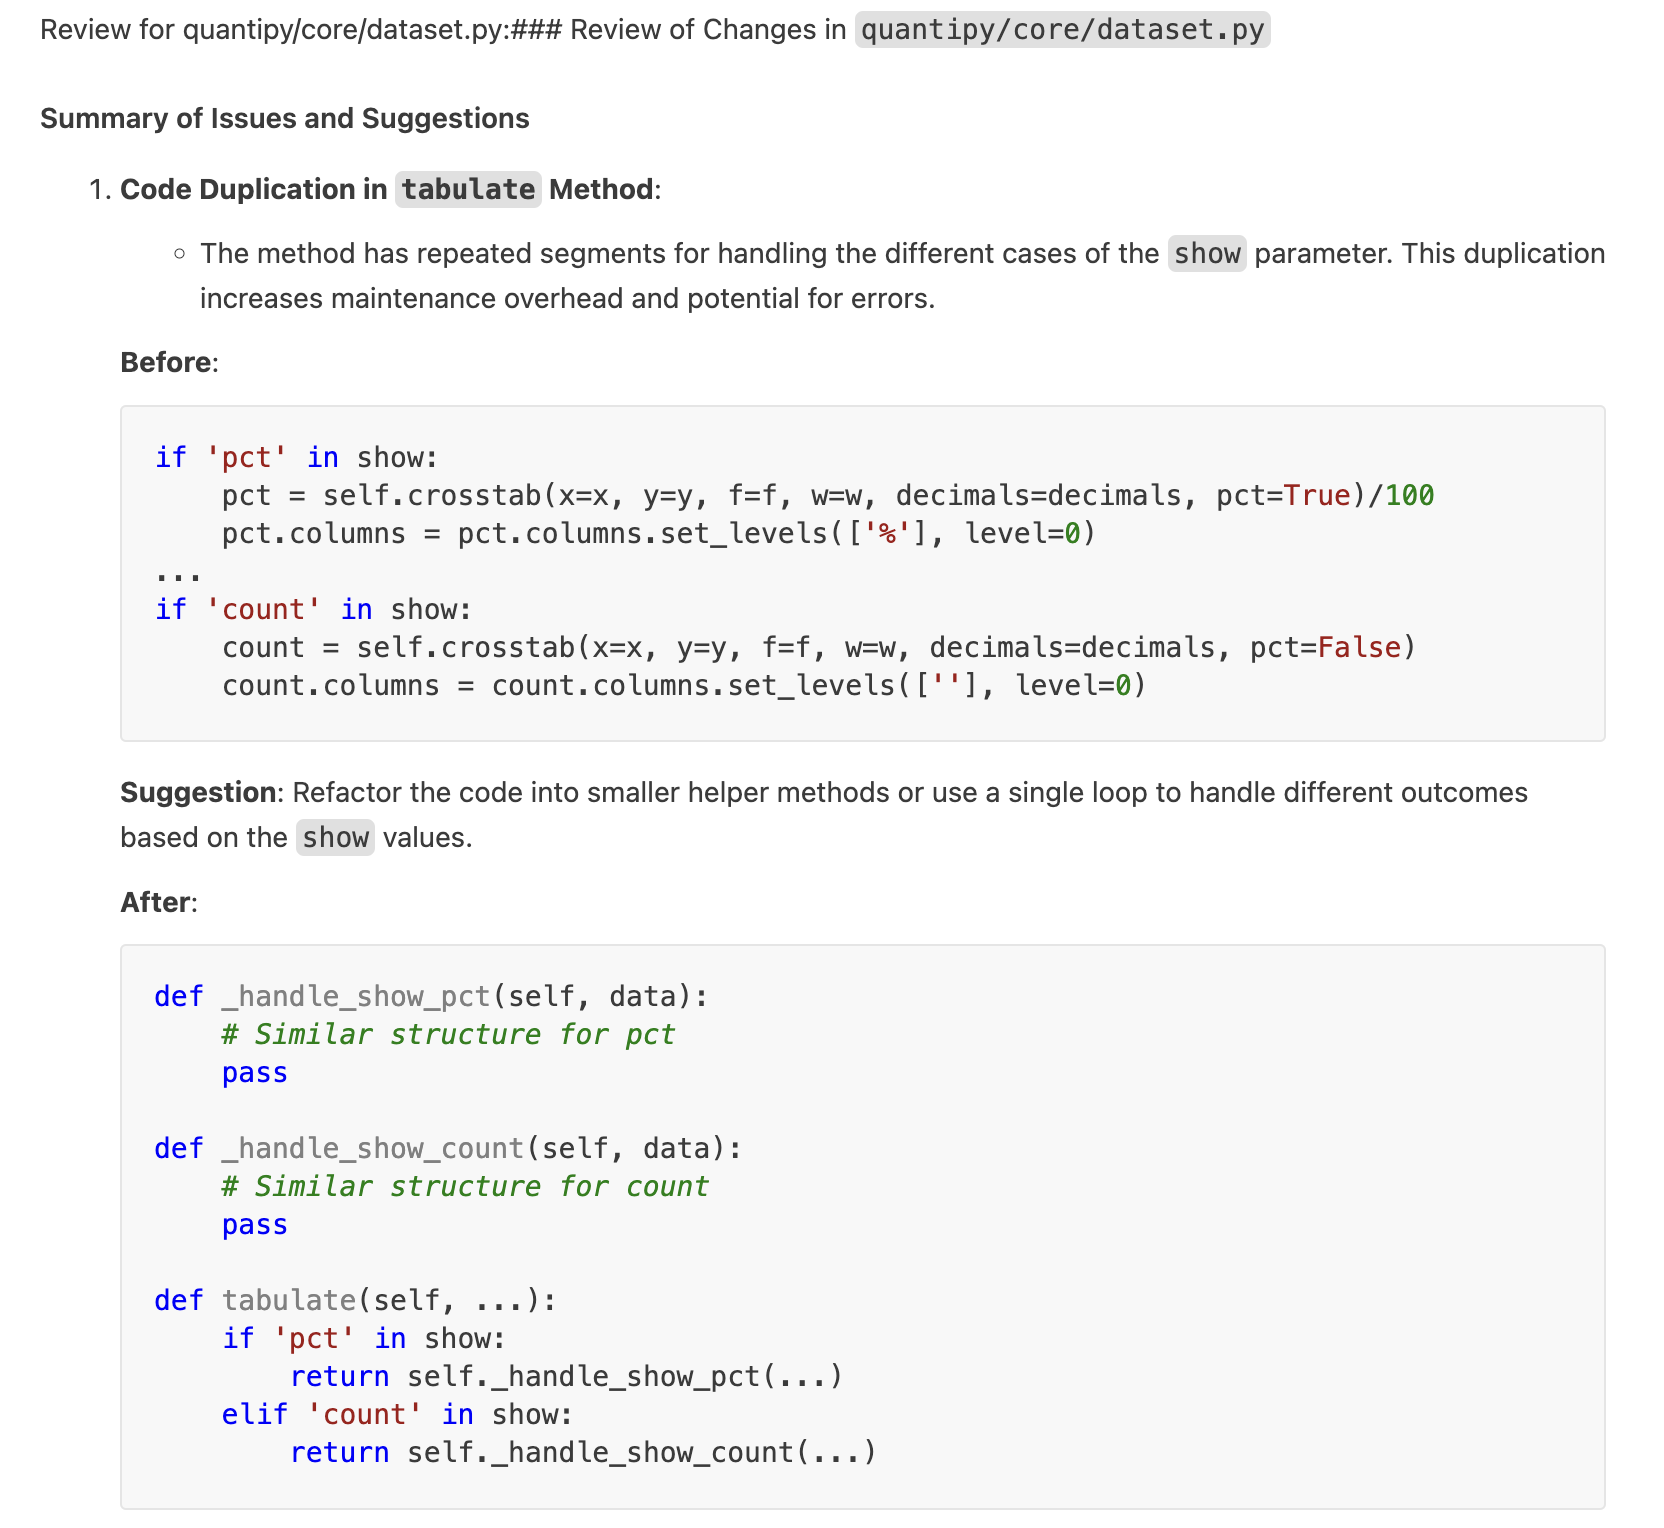 Review for quantipy/core/dataset.py:### Review of Changes in quantipy/core/dataset.py
Summary of Issues and Suggestions
1. Code Duplication in tabulate Method:
◦ The method has repeated segments for handling the different cases of the show parameter. This duplication
increases maintenance overhead and potential for errors.
Before:
if 'pct' in show:
    pct = self.crosstab(x=x, y=y, f=f, w=w, decimals=decimals, pct=True)/100
    pct.columns = pct.columns.set_levels(['%'], level=0)
...
if 'count' in show:
    count = self.crosstab(x=x, y=y, f=f, w=w, decimals=decimals, pct=False)
    count.columns = count.columns.set_levels([''], level=0)
Suggestion: Refactor the code into smaller helper methods or use a single loop to handle different outcomes
based on the show values.
After:
def _handle_show_pct(self, data):
    # Similar structure for pct
    pass
def _handle_show_count(self, data):
    # Similar structure for count
    pass
def tabulate(self, ...):
    if 'pct' in show:
        return self._handle_show_pct(...)
    elif 'count' in show:
        return self._handle_show_count(...)